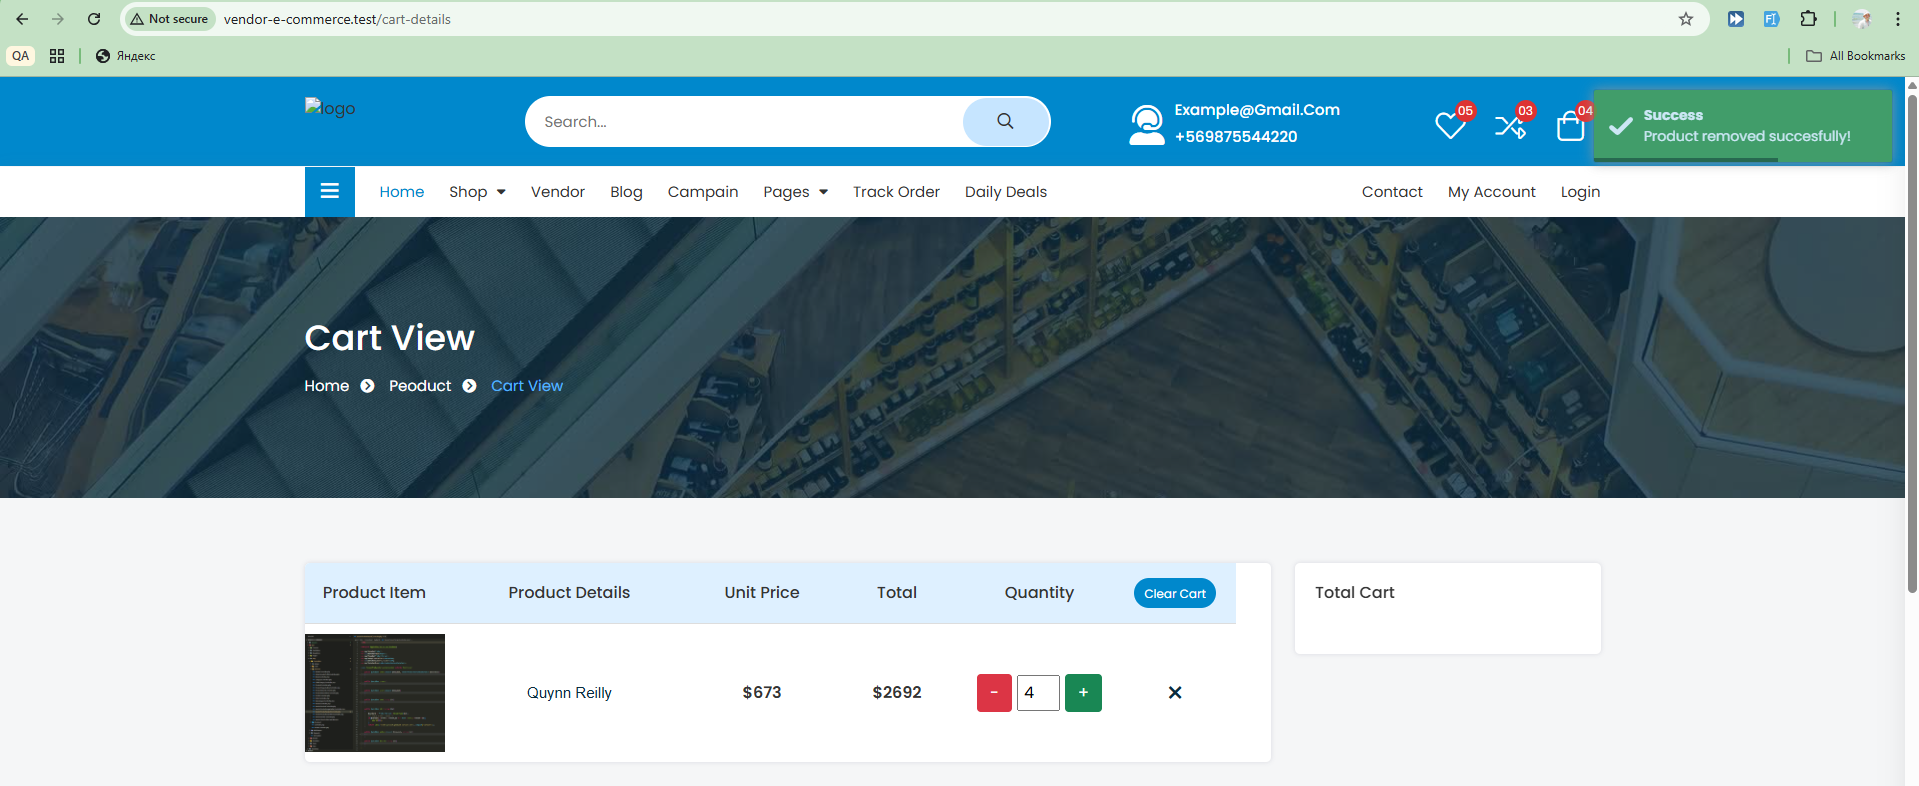 Not secure
vendor-e-commerce.test/cart-details
QA
Яндекс
All Bookmarks
logo
Search...
Example@Gmail.Com
+569875544220
05
03
04
Success
Product removed succesfully!
Home
Shop
Vendor
Blog
Campain
Pages
Track Order
Daily Deals
Contact
My Account
Login
Cart View
Home
Peoduct
Cart View
Product Item
Product Details
Unit Price
Total
Quantity
Clear Cart
Total Cart
Quynn Reilly
$673
$2692
-
4
+